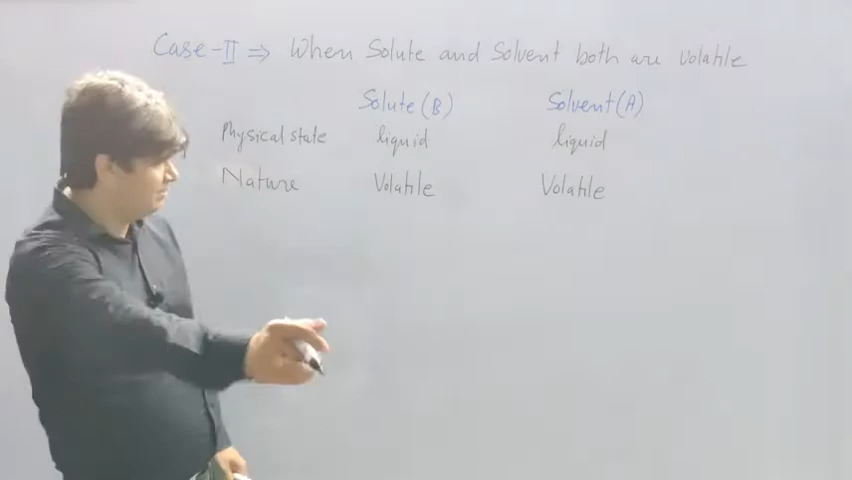 Case-II ⇒ When Solute and Solvent both are Volatile
Solute (B) Solvent (A)
Physical state liquid liquid
Nature Volatile Volatile